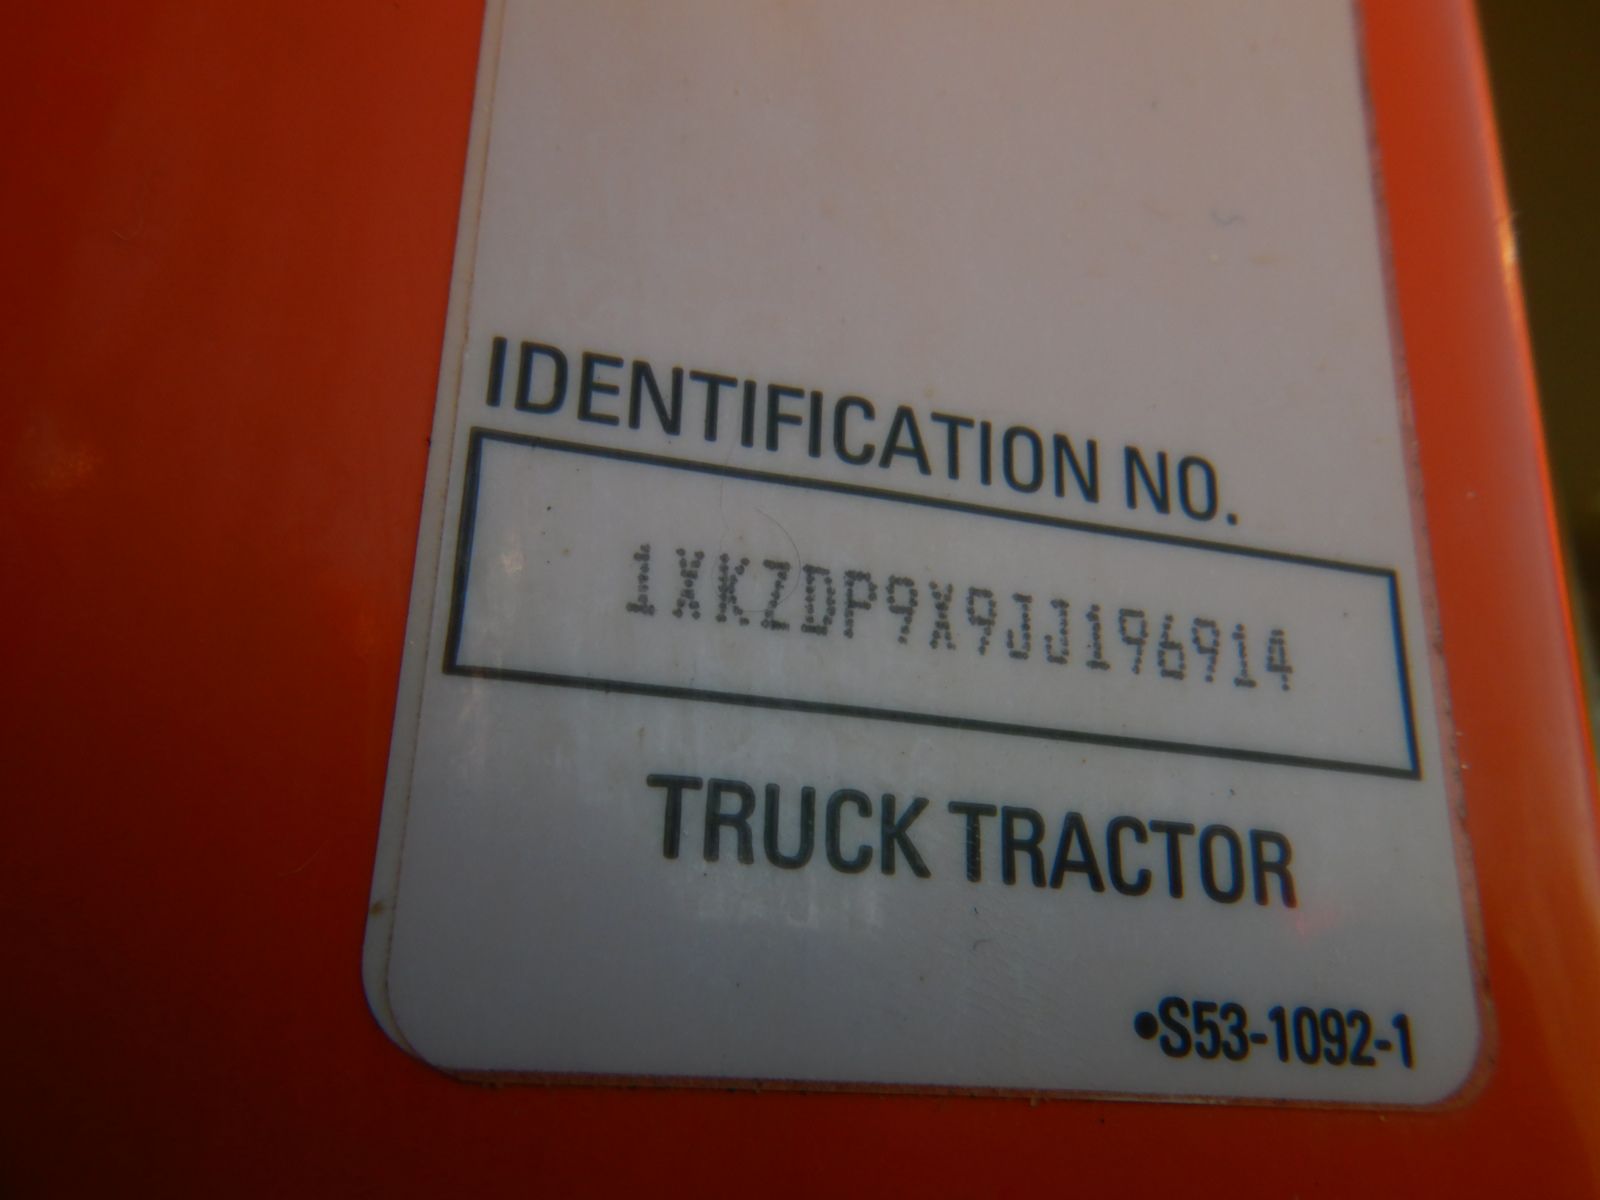 IDENTIFICATION NO.
1XKZDP9X9JJ196914
TRUCK TRACTOR
•S53-1092-1